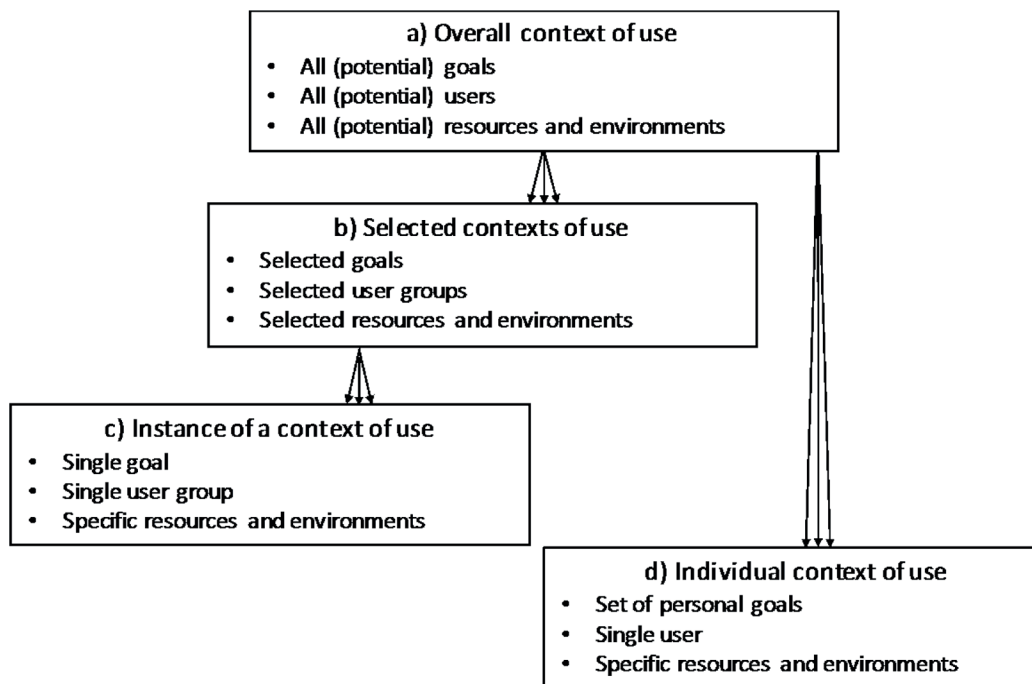 a) Overall context of use
• All (potential) goals
• All (potential) users
• All (potential) resources and environments
b) Selected contexts of use
• Selected goals
• Selected user groups
• Selected resources and environments
c) Instance of a context of use
• Single goal
• Single user group
• Specific resources and environments
d) Individual context of use
• Set of personal goals
• Single user
• Specific resources and environments